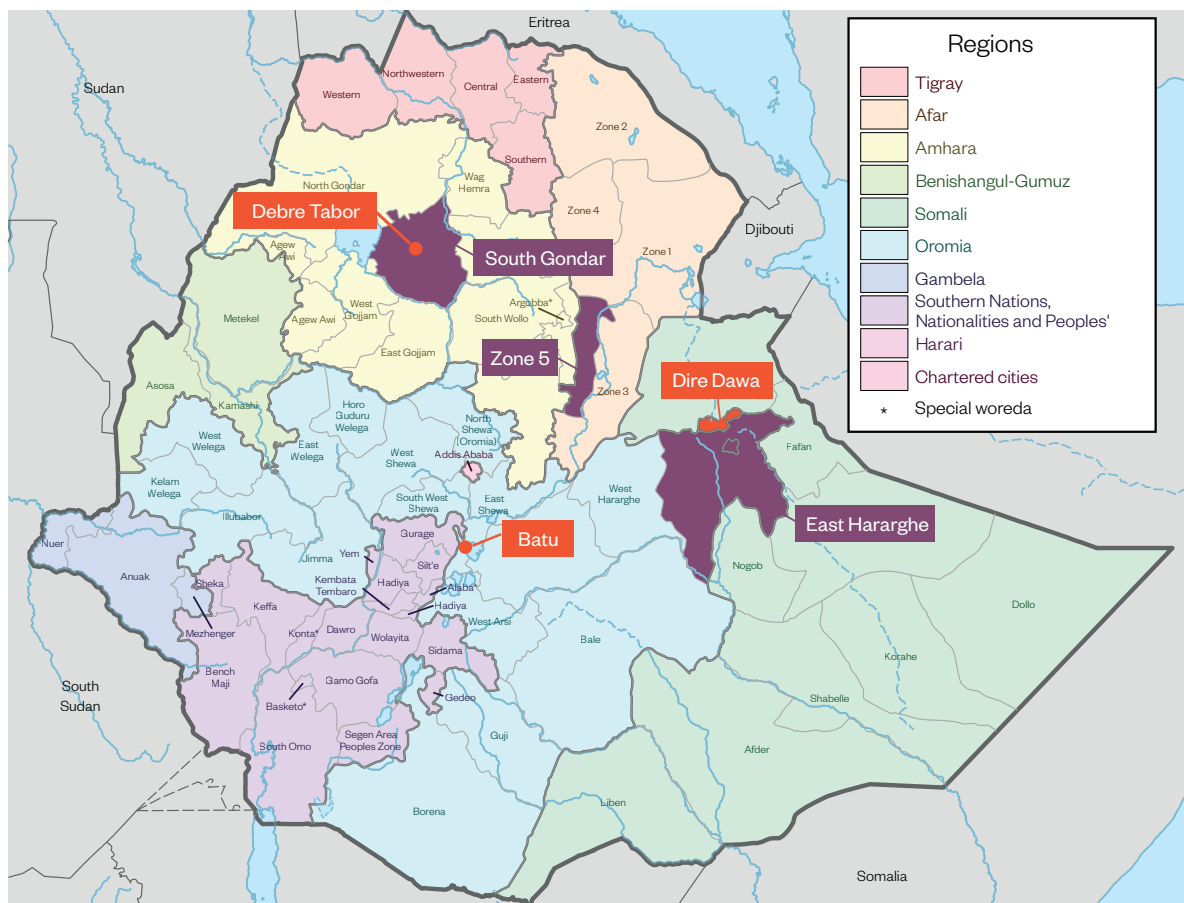 Eritrea
Sudan
Northwestern
Eastern
Central
Western
Zone 2
Southern
Wag
Hemra
North Gondar
Debre Tabor
Zone 4
Djibouti
Agew
Awi
South Gondar
Zone 1
West
Gojjam
Agew Awi
Argobba*
South Wollo
Metekel
East Gojjam
Zone 5
Dire Dawa
Asosa
Kamashi
Zone 3
Horo
Guduru
Welega
North
Shewa
(Oromia)
Addis Ababa
West
Welega
East
Welega
West
Shewa
Fafan
Kelam
Welega
South West
Shewa
East
Shewa
West
Hararghe
Illubabor
East Hararghe
Gurage
Batu
Nuer
Jimma
Yem
Silt'e
Anuak
Sheka
Kembata
Tembaro
Hadiya
Alaba*
Nogob
Hadiya
Keffa
Dollo
Mezhenger
Konta*
Dawro
Wolayita
West Arsi
Bale
Sidama
Korahe
Bench
Maji
Gamo Gofa
Gedeo
Shabelle
South
Sudan
Basketo*
Guji
South Omo
Segen Area
Peoples Zone
Afder
Liben
Borena
Somalia
Regions
Tigray
Afar
Amhara
Benishangul-Gumuz
Somali
Oromia
Gambela
Southern Nations,
Nationalities and Peoples'
Harari
Chartered cities
* Special woreda